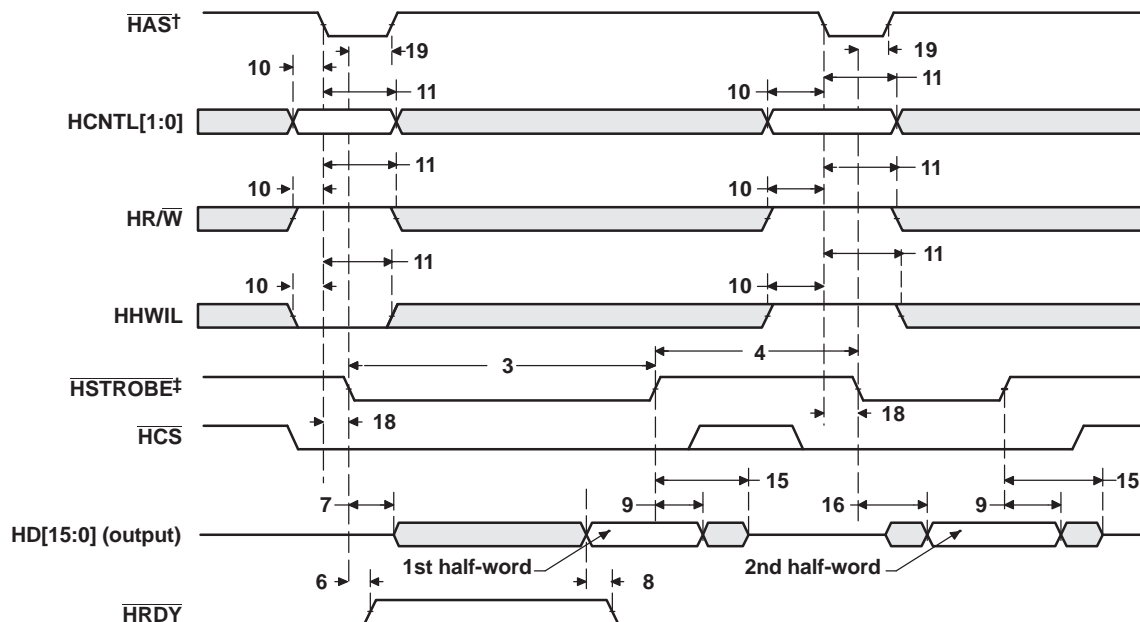 HAS†
19
19
10
11
10
11
HCNTL[1:0]
11
11
10
10
HR/W
11
11
10
10
HHWIL
3
4
HSTROBE‡
18
18
HCS
15
15
7
9
16
9
HD[15:0] (output)
1st half-word
2nd half-word
6
8
HRDY